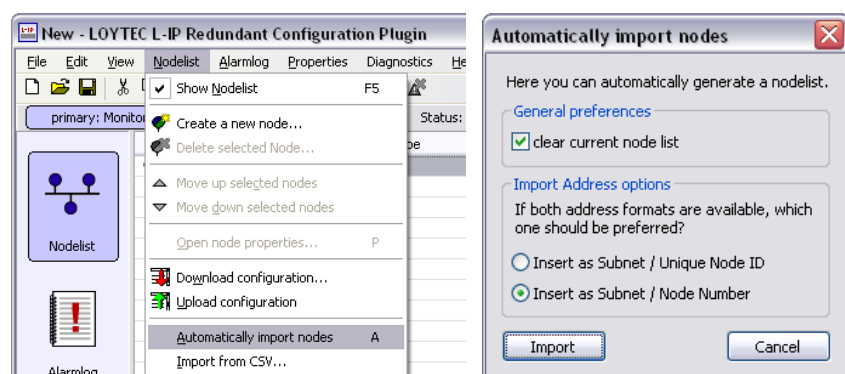 New - LOYTEC L-IP Redundant Configuration Plugin
File Edit View Nodelist Alarmlog Properties Diagnostics
Show Nodelist F5
primary: Status:
Create a new node...
Delete selected Node...
Move up selected nodes
Move down selected nodes
Nodelist
Open node properties... P
Download configuration...
Upload configuration
Automatically import nodes A
Import from CSV...
Alarmlog
Automatically import nodes
Here you can automatically generate a nodelist.
General preferences
clear current node list
Import Address options
If both address formats are available, which
one should be preferred?
Insert as Subnet / Unique Node ID
Insert as Subnet / Node Number
Import Cancel